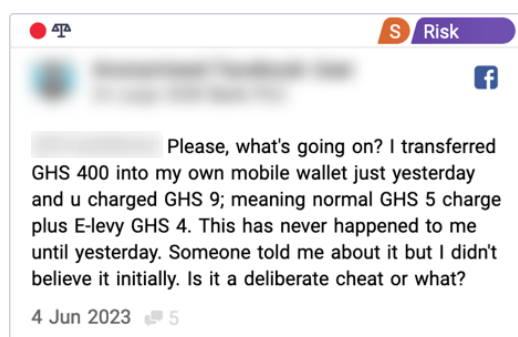 S Risk
Please, what's going on? I transferred
GHS 400 into my own mobile wallet just yesterday
and u charged GHS 9; meaning normal GHS 5 charge
plus E-levy GHS 4. This has never happened to me
until yesterday. Someone told me about it but I didn't
believe it initially. Is it a deliberate cheat or what?
4 Jun 2023 5